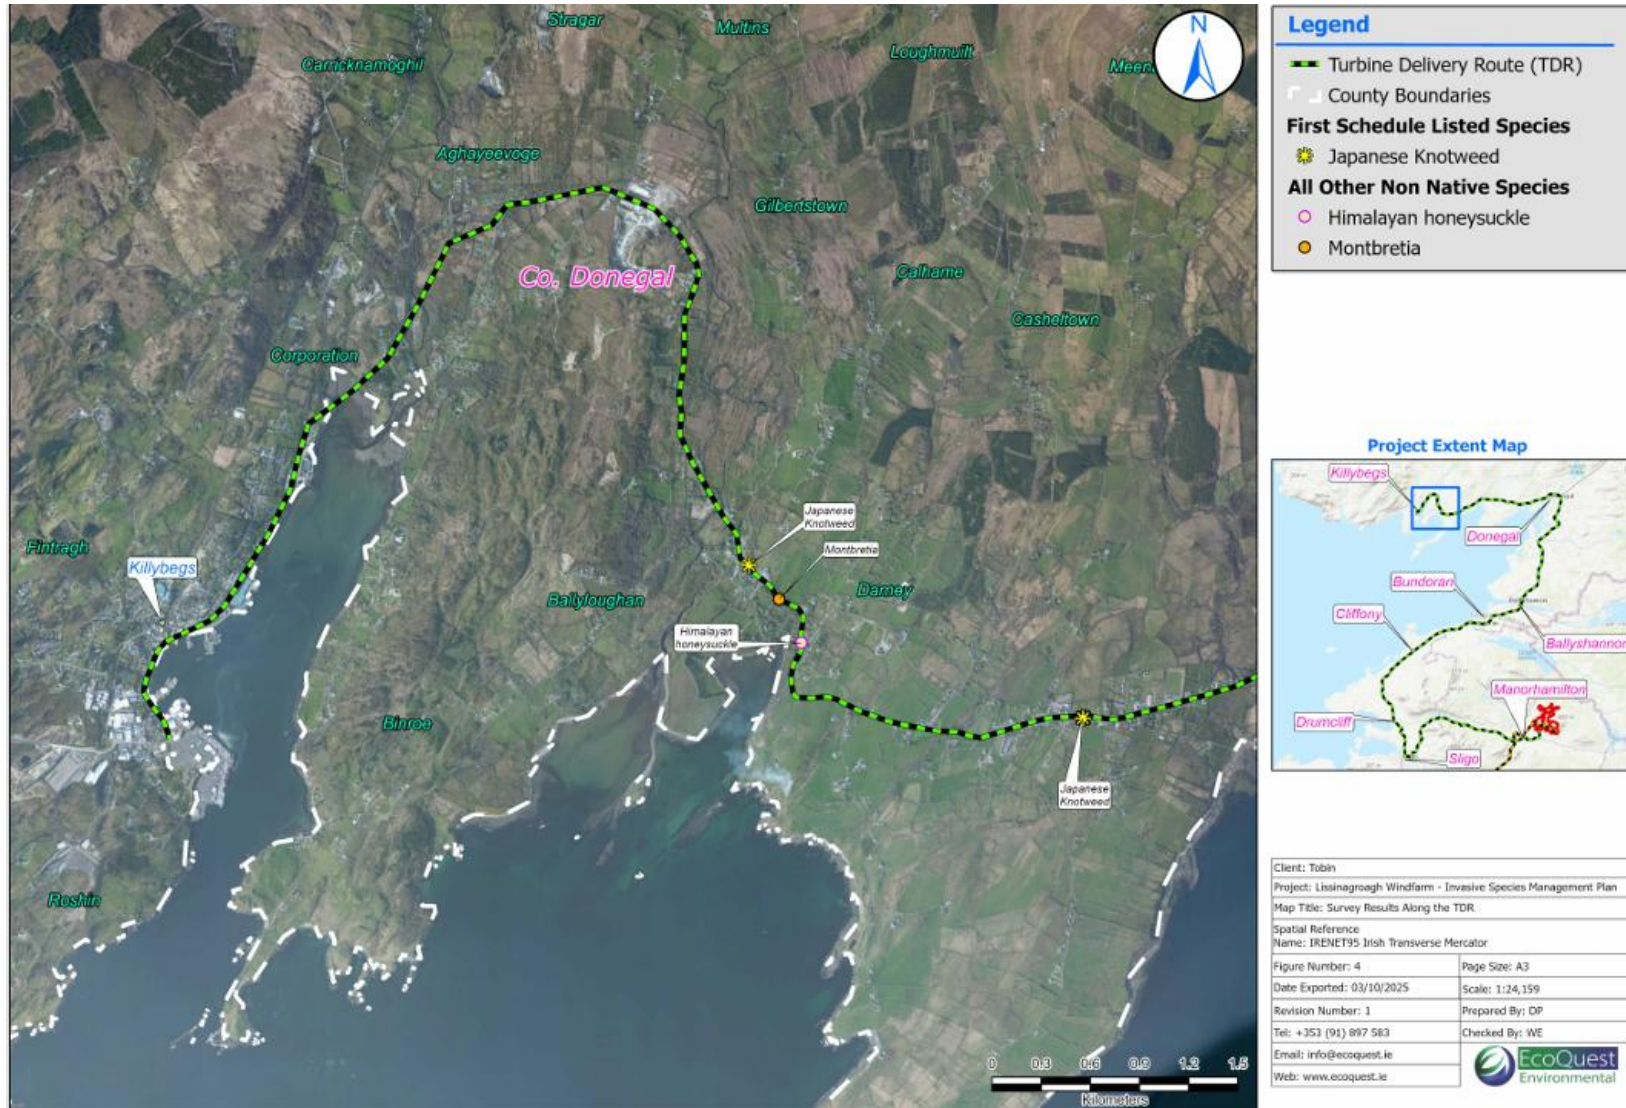 Stragar
Multins
Carricknamoghil
Loughmuilt
Meen
N
Aghayeevoge
Gilbertstown
Co. Donegal
Calhame
Casheltown
Corporation
Japanese
Knotweed
Fintragh
Montbretia
Killybegs
Ballyloughan
Darney
Himalayan
honeysuckle
Binroe
Japanese
Knotweed
Roshin
0 0.3 0.6 0.9 1.2 1.5
Kilometers
Legend
Turbine Delivery Route (TDR)
County Boundaries
First Schedule Listed Species
Japanese Knotweed
All Other Non Native Species
Himalayan honeysuckle
Montbretia
Project Extent Map
Killybegs
Donegal
Bundoran
Cliffony
Ballyshannon
Manorhamilton
Drumcliff
Sligo
Client: Tobin
Project: Lissinagroagh Windfarm - Invasive Species Management Plan
Map Title: Survey Results Along the TDR
Spatial Reference
Name: IRENET95 Irish Transverse Mercator
Figure Number: 4 Page Size: A3
Date Exported: 03/10/2025 Scale: 1:24,159
Revision Number: 1 Prepared By: DP
Tel: +353 (91) 897 583 Checked By: WE
Email: info@ecoquest.ie
Web: www.ecoquest.ie
EcoQuest
Environmental